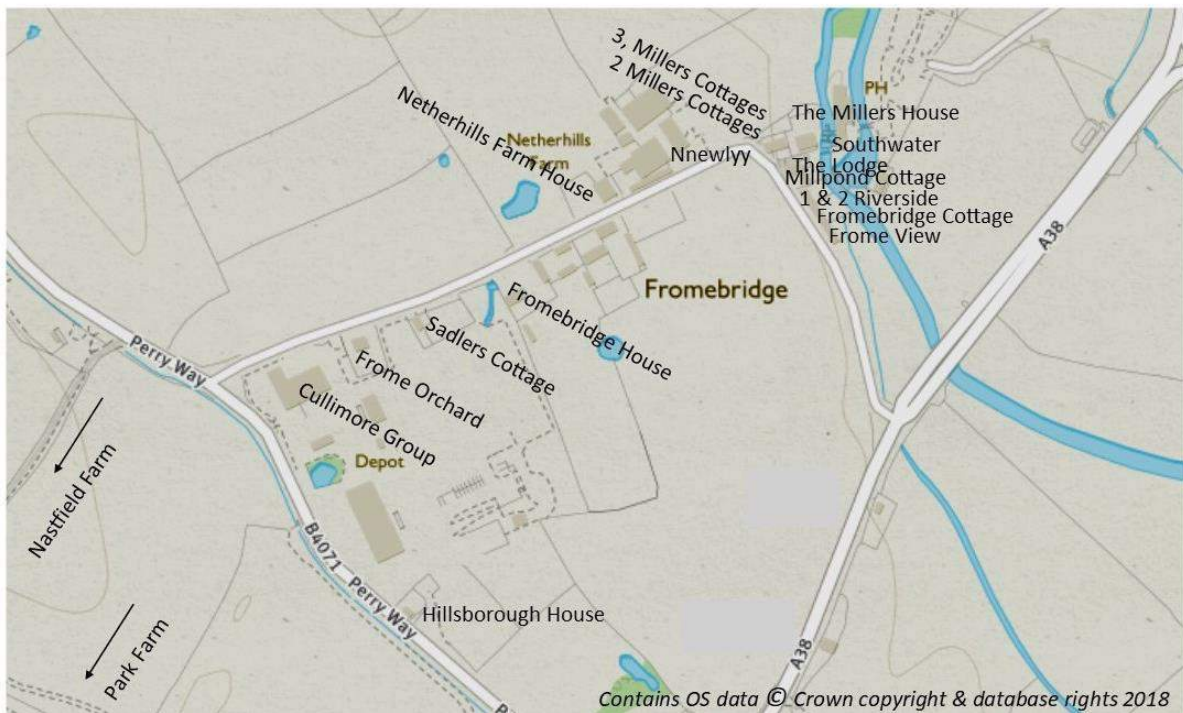 3, Millers Cottages
2 Millers Cottages
PH
The Millers House
Netherhills Farm House
Netherhills
Farm
Nnewlyy
Southwater
The Lodge
Millpond Cottage
1 & 2 Riverside
Fromebridge Cottage
Frome View
A38
Fromebridge
Fromebridge House
Sadlers Cottage
Perry Way
Frome Orchard
Cullimore Group
Depot
Nastfield Farm
B4071
Perry Way
Hillsborough House
Park Farm
A38
Contains OS data © Crown copyright & database rights 2018